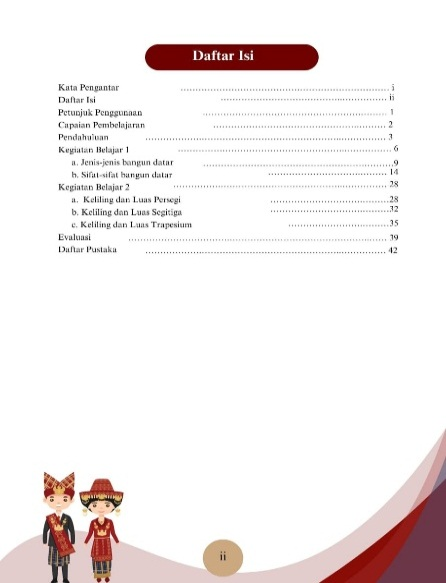 Daftar Isi
Kata Pengantar ................................................ i
Daftar Isi ................................................ ii
Petunjuk Penggunaan ................................................ 1
Capaian Pembelajaran ................................................ 2
Pendahuluan ................................................ 3
Kegiatan Belajar 1 ................................................ 6
a. Jenis-jenis bangun datar ................................................ 9
b. Sifat-sifat bangun datar ................................................ 14
Kegiatan Belajar 2 ................................................ 28
a. Keliling dan Luas Persegi ................................................ 28
b. Keliling dan Luas Segitiga ................................................ 32
c. Keliling dan Luas Trapesium ................................................ 35
Evaluasi ................................................ 39
Daftar Pustaka ................................................ 42
ii